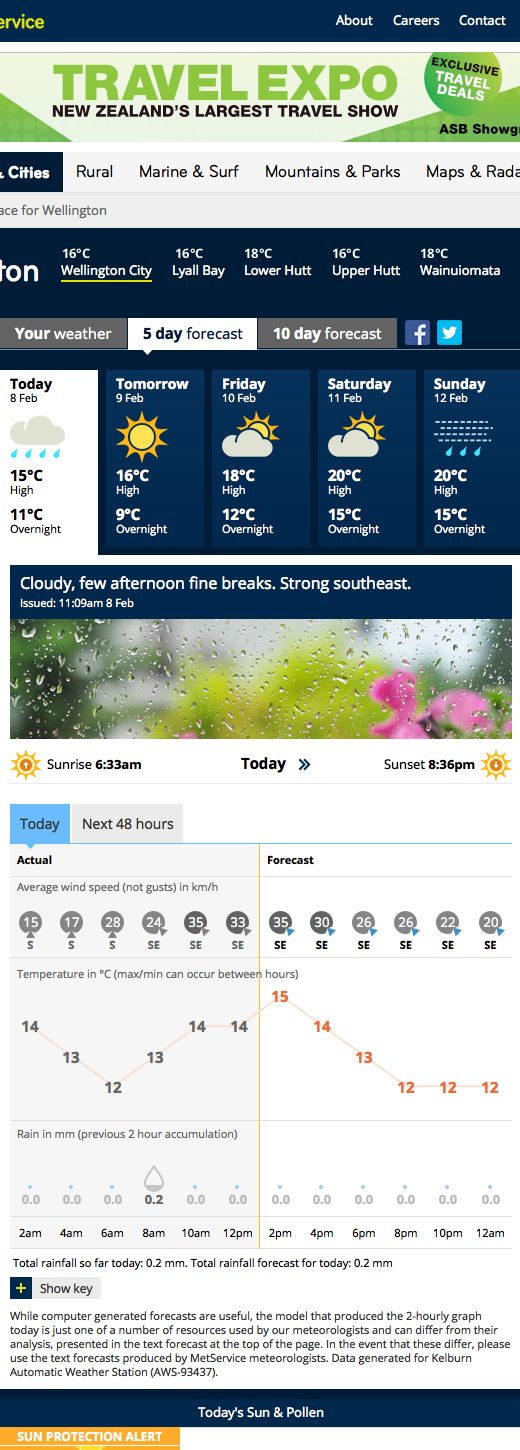 ervice
About Careers Contact
TRAVEL EXPO
NEW ZEALAND'S LARGEST TRAVEL SHOW
EXCLUSIVE
TRAVEL
DEALS
ASB Showgr
& Cities Rural Marine & Surf Mountains & Parks Maps & Rada
ace for Wellington
ton
16°C 16°C 18°C 16°C 18°C
Wellington City Lyall Bay Lower Hutt Upper Hutt Wainuiomata
Your weather 5 day forecast 10 day forecast
Today Tomorrow Friday Saturday Sunday
8 Feb 9 Feb 10 Feb 11 Feb 12 Feb
15°C 16°C 18°C 20°C 20°C
High High High High High
11°C 9°C 12°C 15°C 15°C
Overnight Overnight Overnight Overnight Overnight
Cloudy, few afternoon fine breaks. Strong southeast.
Issued: 11:09am 8 Feb
Sunrise 6:33am Today » Sunset 8:36pm
Today Next 48 hours
Actual Forecast
Average wind speed (not gusts) in km/h
15 17 28 24 35 33 35 30 26 26 22 20
S S S SE SE SE SE SE SE SE SE SE
Temperature in °C (max/min can occur between hours)
14 13 12 13 14 14 15 14 13 12 12 12
Rain in mm (previous 2 hour accumulation)
0.0 0.0 0.0 0.2 0.0 0.0 0.0 0.0 0.0 0.0 0.0 0.0
2am 4am 6am 8am 10am 12pm 2pm 4pm 6pm 8pm 10pm 12am
Total rainfall so far today: 0.2 mm. Total rainfall forecast for today: 0.2 mm
+ Show key
While computer generated forecasts are useful, the model that produced the 2-hourly graph
today is just one of a number of resources used by our meteorologists and can differ from their
analysis, presented in the text forecast at the top of the page. In the event that these differ, please
use the text forecasts produced by MetService meteorologists. Data generated for Kelburn
Automatic Weather Station (AWS-93437).
Today's Sun & Pollen
SUN PROTECTION ALERT